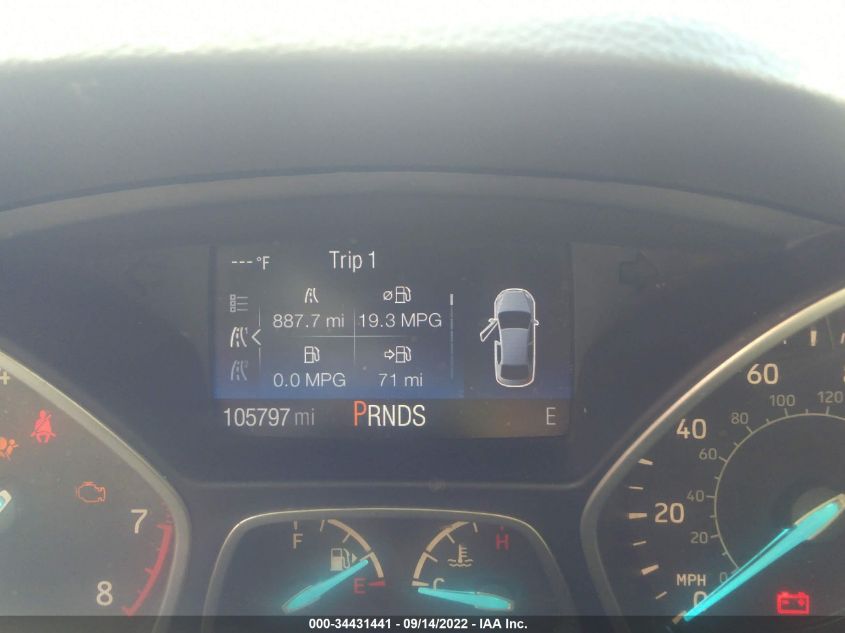 ---°F Trip 1
887.7 mi 19.3 MPG
0.0 MPG 71 mi
105797 mi PRNDS E
4
7
8
F E
C H
0 20 40 60
20 40 60 80 100 120
MPH
000-34431441 - 09/14/2022 - IAA Inc.